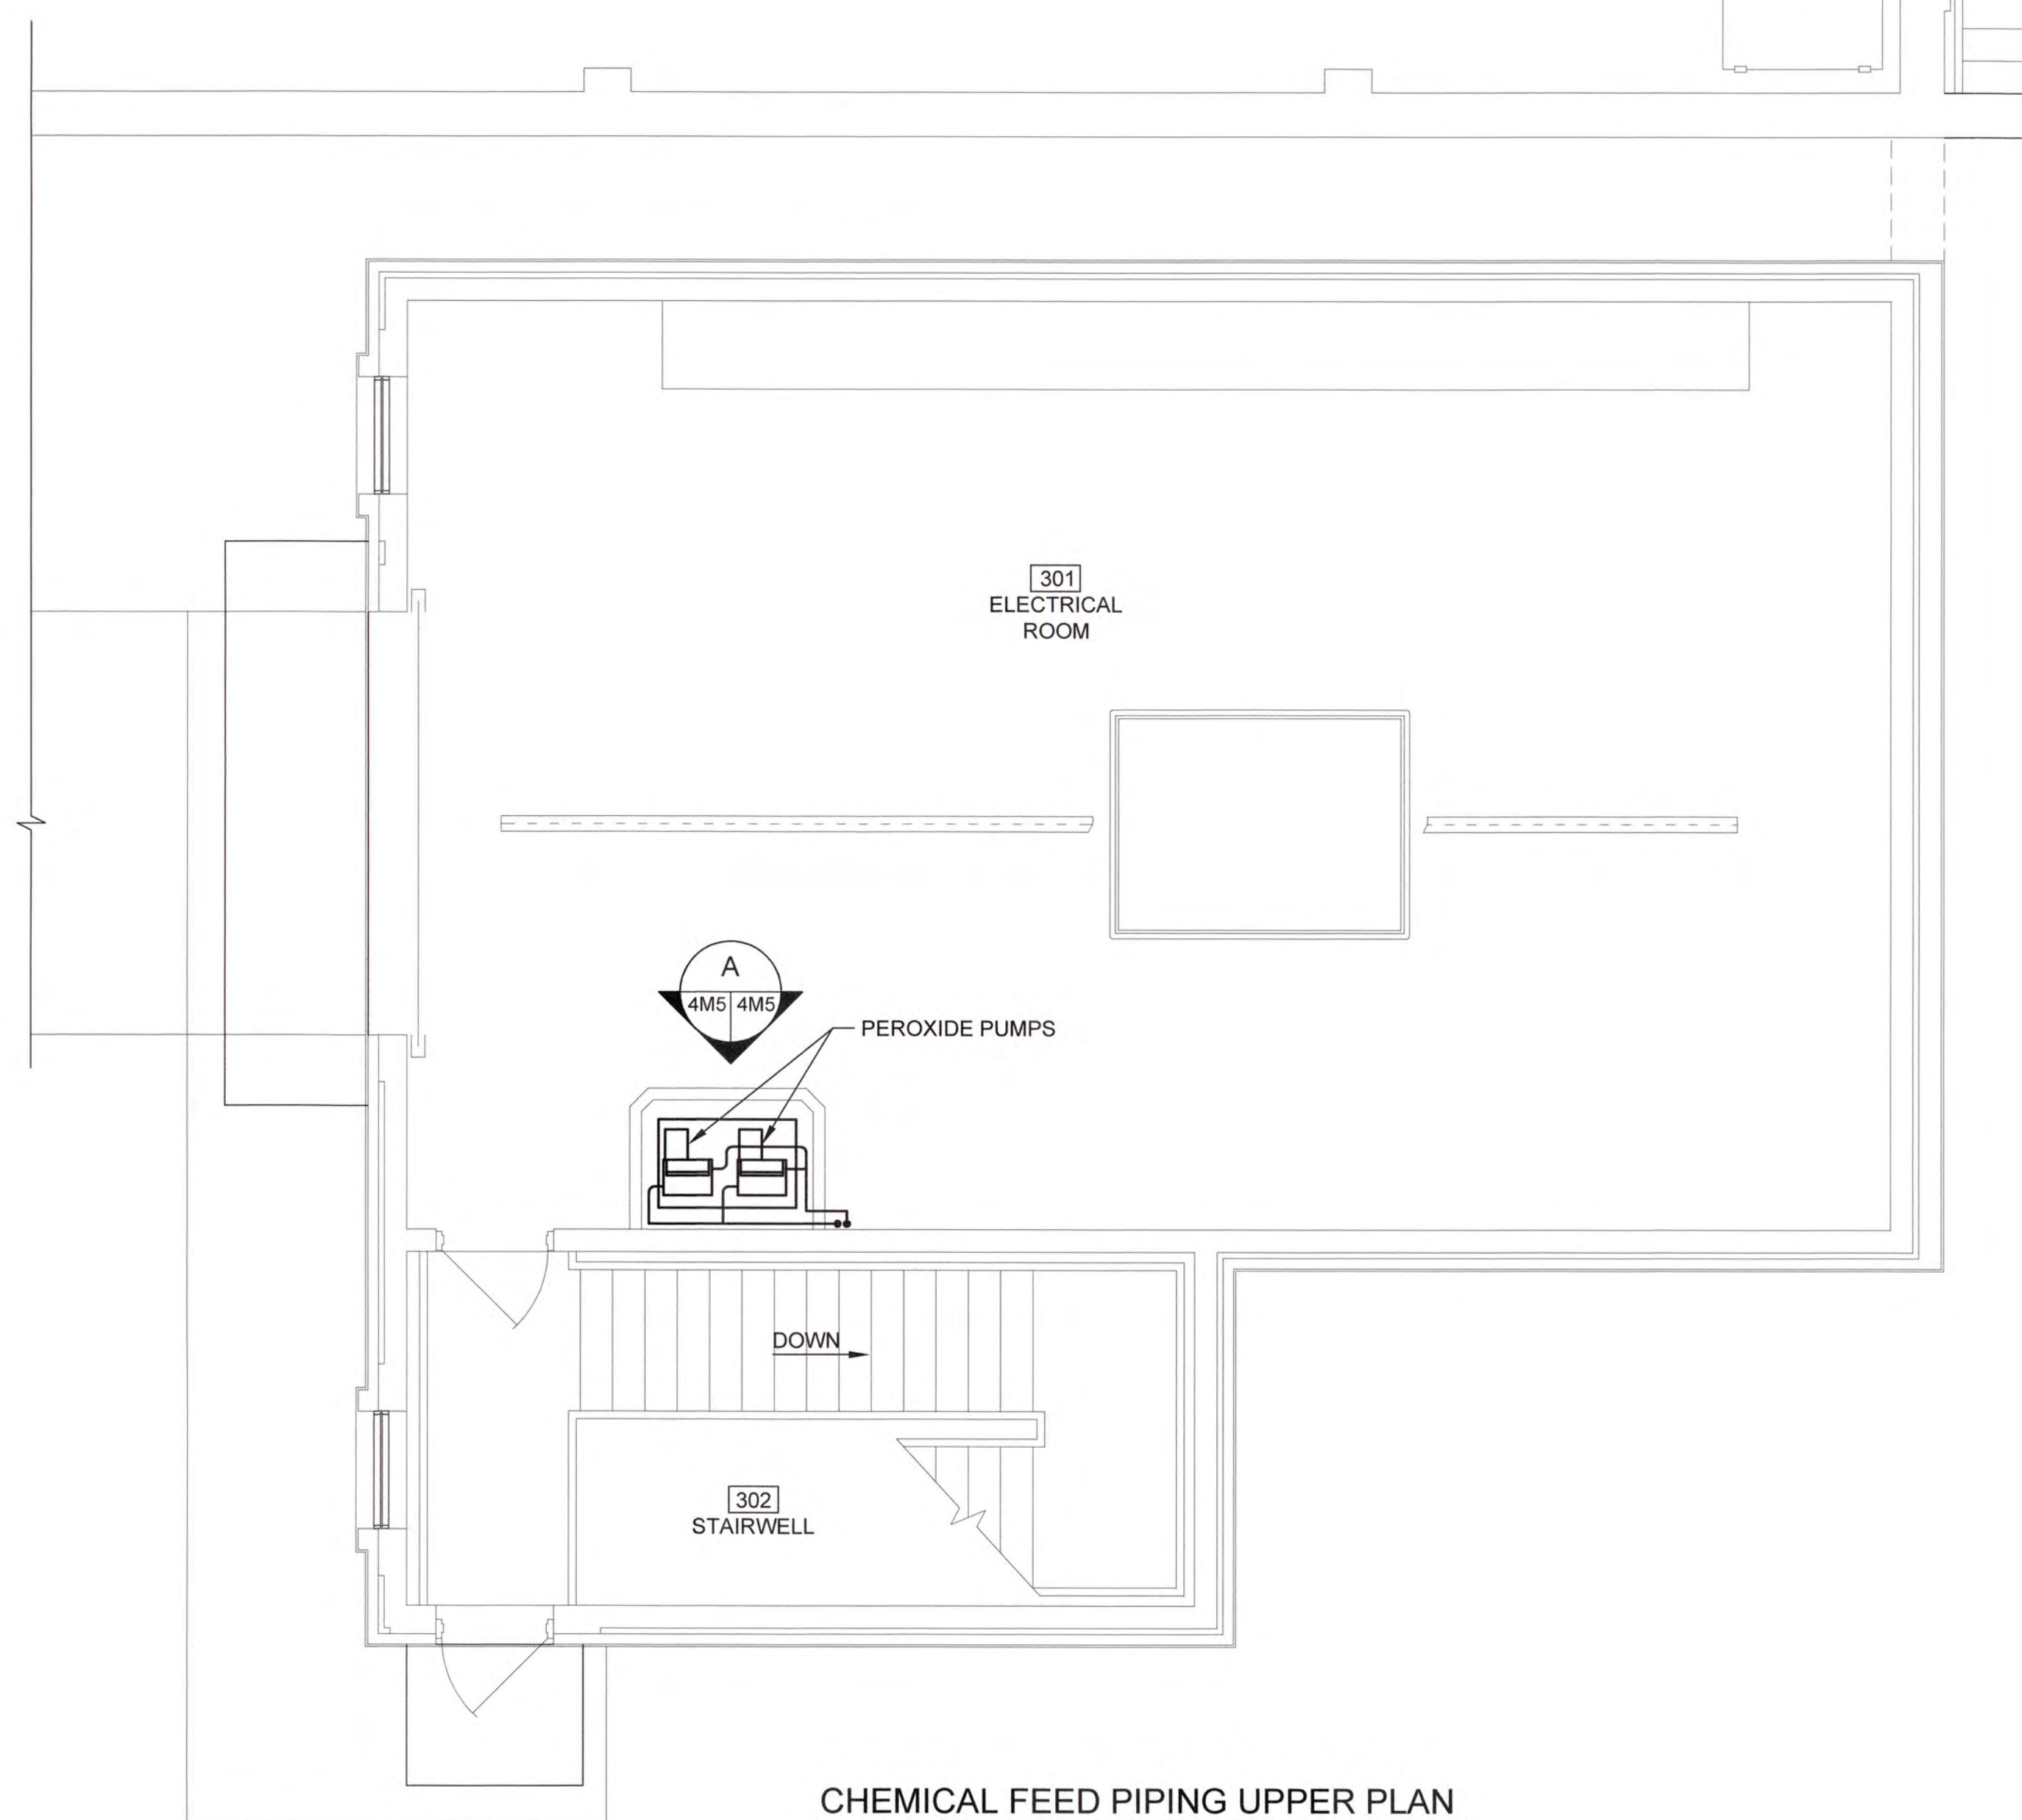 301
ELECTRICAL
ROOM
A
4M5 4M5
PEROXIDE PUMPS
DOWN
302
STAIRWELL
CHEMICAL FEED PIPING UPPER PLAN